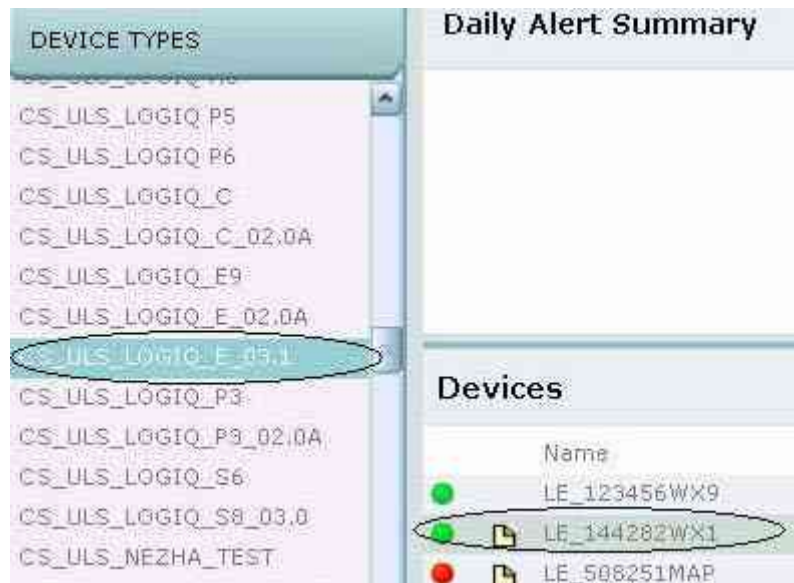 DEVICE TYPES
CS_ULS_LOGIQ P5
CS_ULS_LOGIQ P6
CS_ULS_LOGIQ_C
CS_ULS_LOGIQ_C_02.0A
CS_ULS_LOGIQ_E9
CS_ULS_LOGIQ_E_02.0A
CS_ULS_LOGIQ_E_03.1
CS_ULS_LOGIQ_P3
CS_ULS_LOGIQ_P3_02.0A
CS_ULS_LOGIQ_S6
CS_ULS_LOGIQ_S8_03.0
CS_ULS_NEZHA_TEST
Daily Alert Summary
Devices
Name
LE_123456WX9
LE_144282WX1
LE_508251MAP